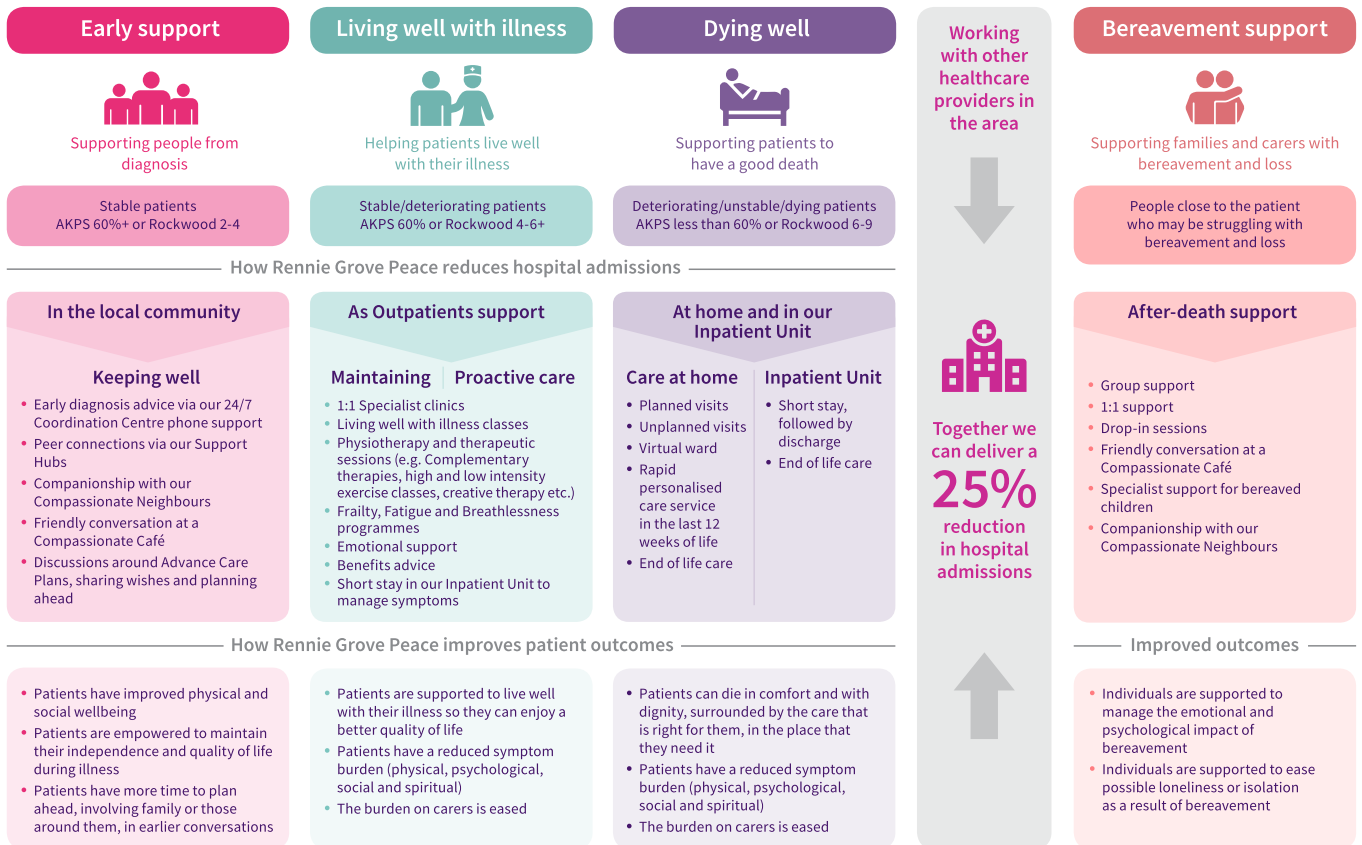 Early support
Supporting people from
diagnosis
Stable patients
AKPS 60%+ or Rockwood 2-4
Living well with illness
Helping patients live well
with their illness
Stable/deteriorating patients
AKPS 60% or Rockwood 4-6+
Dying well
Supporting patients to
have a good death
Deteriorating/unstable/dying patients
AKPS less than 60% or Rockwood 6-9
How Rennie Grove Peace reduces hospital admissions
In the local community
Keeping well
• Early diagnosis advice via our 24/7
Coordination Centre phone support
• Peer connections via our Support
Hubs
• Companionship with our
Compassionate Neighbours
• Friendly conversation at a
Compassionate Café
• Discussions around Advance Care
Plans, sharing wishes and planning
ahead
As Outpatients support
Maintaining
Proactive care
• 1:1 Specialist clinics
• Living well with illness classes
• Physiotherapy and therapeutic
sessions (e.g. Complementary
therapies, high and low intensity
exercise classes, creative therapy etc.)
• Frailty, Fatigue and Breathlessness
programmes
• Emotional support
• Benefits advice
• Short stay in our Inpatient Unit to
manage symptoms
At home and in our
Inpatient Unit
Care at home
• Planned visits
• Unplanned visits
• Virtual ward
• Rapid
personalised
care service
in the last 12
weeks of life
• End of life care
Inpatient Unit
• Short stay,
followed by
discharge
• End of life care
How Rennie Grove Peace improves patient outcomes
• Patients have improved physical and
social wellbeing
• Patients are empowered to maintain
their independence and quality of life
during illness
• Patients have more time to plan
ahead, involving family or those
around them, in earlier conversations
• Patients are supported to live well
with their illness so they can enjoy a
better quality of life
• Patients have a reduced symptom
burden (physical, psychological,
social and spiritual)
• The burden on carers is eased
• Patients can die in comfort and with
dignity, surrounded by the care that
is right for them, in the place that
they need it
• Patients have a reduced symptom
burden (physical, psychological,
social and spiritual)
• The burden on carers is eased
Working
with other
healthcare
providers in
the area
Together we
can deliver a
25%
reduction
in hospital
admissions
Bereavement support
Supporting families and carers with
bereavement and loss
People close to the patient
who may be struggling with
bereavement and loss
After-death support
• Group support
• 1:1 support
• Drop-in sessions
• Friendly conversation at a
Compassionate Café
• Specialist support for bereaved
children
• Companionship with our
Compassionate Neighbours
Improved outcomes
• Individuals are supported to
manage the emotional and
psychological impact of
bereavement
• Individuals are supported to ease
possible loneliness or isolation
as a result of bereavement